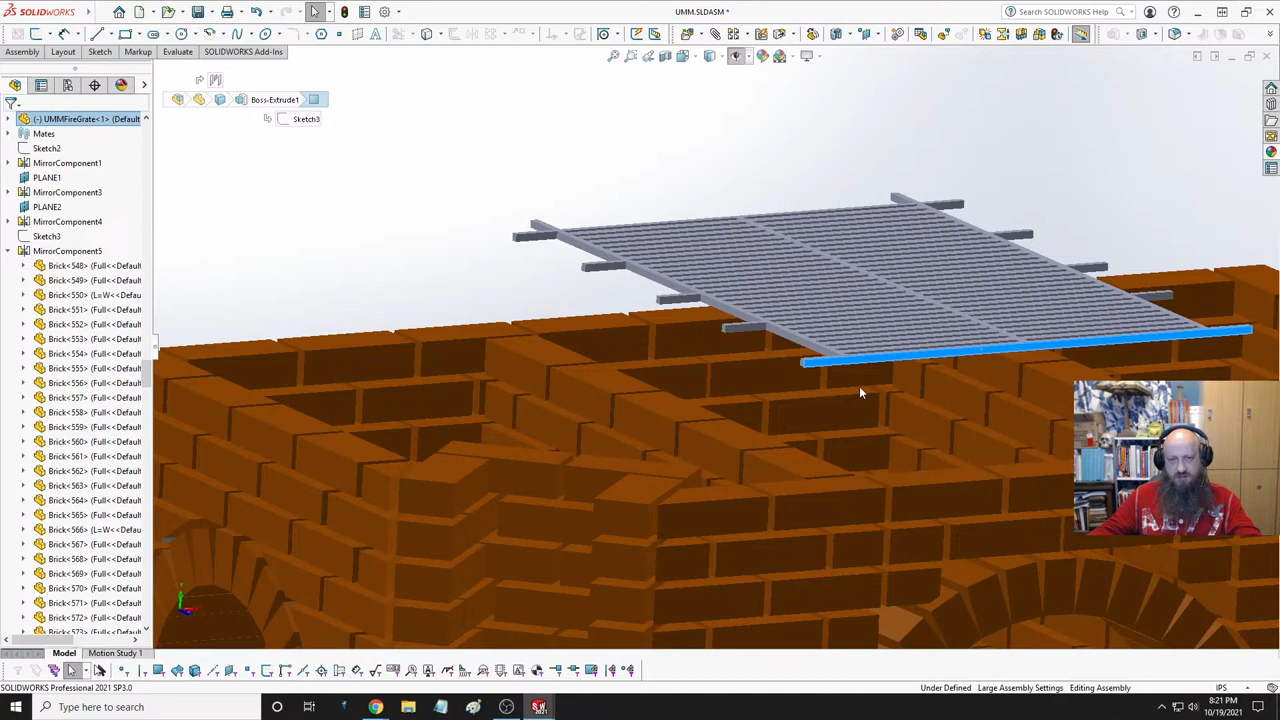 SOLIDWORKS
UMM.SLDASM *
Search SOLIDWORKS Help
Assembly
Layout
Sketch
Markup
Evaluate
SOLIDWORKS Add-Ins
Boss-Extrude1
Sketch3
(-) UMMFireGrate<1> (Default
Mates
Sketch2
MirrorComponent1
PLANE1
MirrorComponent3
PLANE2
MirrorComponent4
Sketch3
MirrorComponent5
Brick<548> (Full<<Default
Brick<549> (Full<<Default
Brick<550> (L=W<<Defau
Brick<551> (Full<<Default
Brick<552> (Full<<Default
Brick<553> (Full<<Default
Brick<554> (Full<<Default
Brick<555> (Full<<Default
Brick<556> (Full<<Default
Brick<557> (Full<<Default
Brick<558> (Full<<Default
Brick<559> (Full<<Default
Brick<560> (Full<<Default
Brick<561> (Full<<Default
Brick<562> (Full<<Default
Brick<563> (Full<<Default
Brick<564> (Full<<Default
Brick<565> (Full<<Default
Brick<566> (L=W<<Defau
Brick<567> (Full<<Default
Brick<568> (Full<<Default
Brick<569> (Full<<Default
Brick<570> (Full<<Default
Brick<571> (Full<<Default
Brick<572> (Full<<Default
Brick<573> (Full<<Default
Model
Motion Study 1
SOLIDWORKS Professional 2021 SP3.0
Under Defined
Large Assembly Settings
Editing Assembly
IPS
Type here to search
8:21 PM
10/19/2021